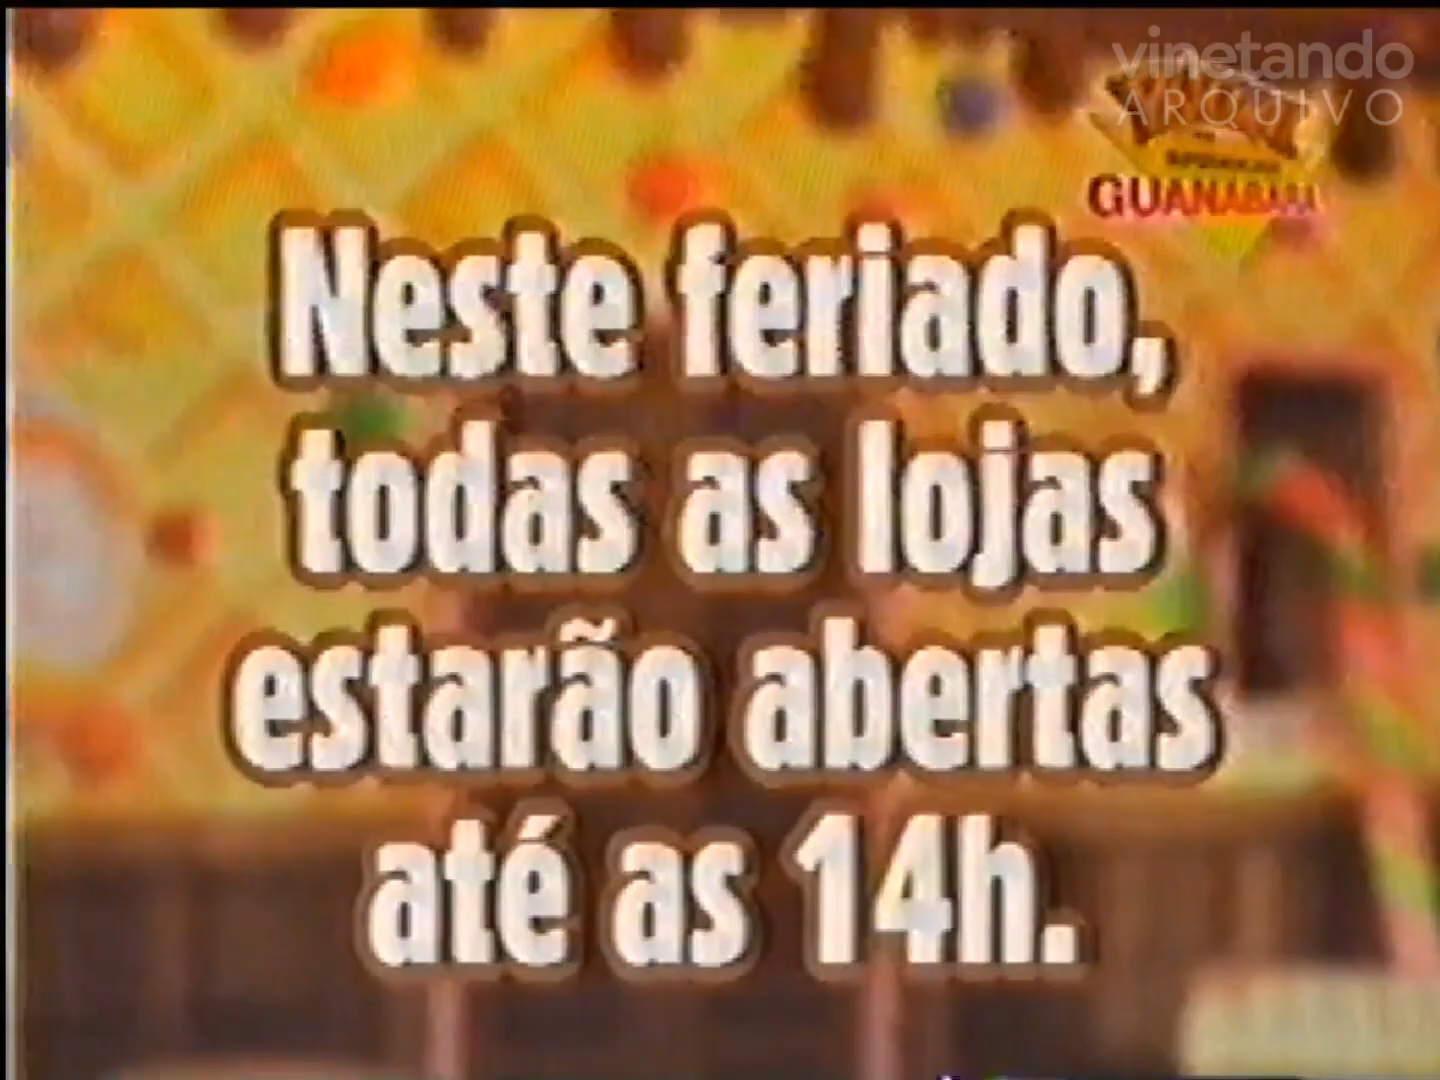 vinetando
ARQUIVO
GUANABARA
Neste feriado,
todas as lojas
estarão abertas
até as 14h.